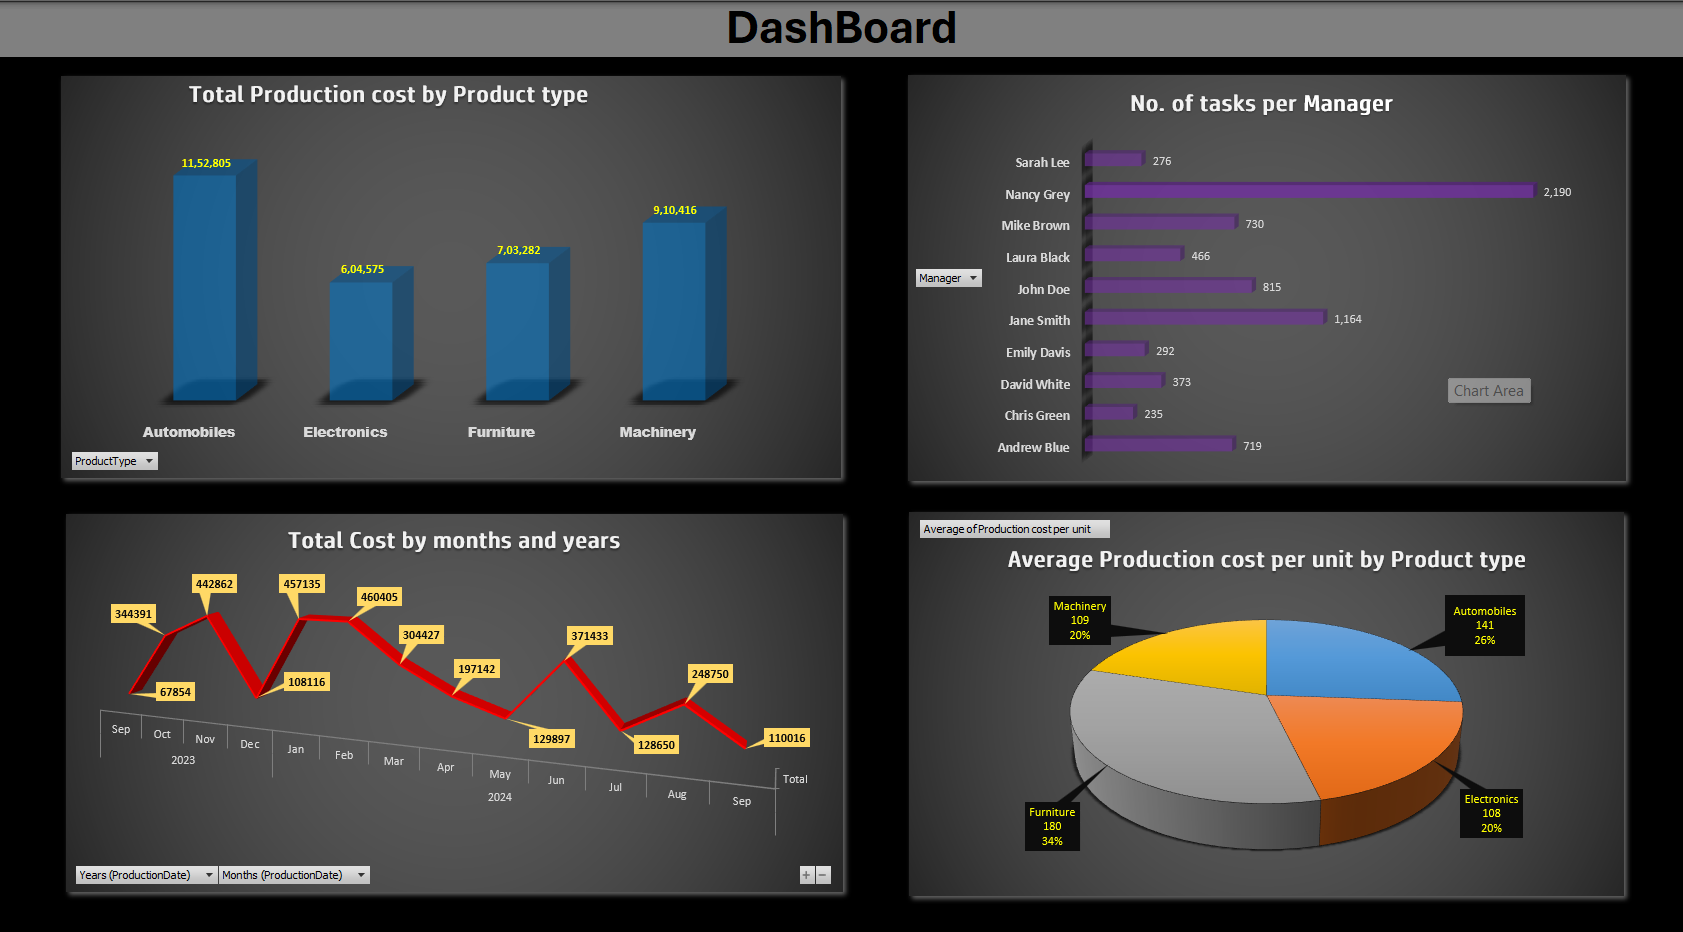 DashBoard
Total Production cost by Product type
11,52,805
6,04,575
7,03,282
9,10,416
Automobiles
Electronics
Furniture
Machinery
ProductType
No. of tasks per Manager
Sarah Lee 276
Nancy Grey 2,190
Mike Brown 730
Laura Black 466
Manager
John Doe 815
Jane Smith 1,164
Emily Davis 292
David White 373
Chart Area
Chris Green 235
Andrew Blue 719
Total Cost by months and years
67854
344391
442862
108116
457135
460405
304427
197142
129897
371433
128650
248750
110016
Sep
Oct
Nov
Dec
Jan
Feb
Mar
Apr
May
Jun
Jul
Aug
Sep
Total
2023
2024
Years (ProductionDate)
Months (ProductionDate)
+ −
Average of Production cost per unit
Average Production cost per unit by Product type
Machinery
109
20%
Automobiles
141
26%
Furniture
180
34%
Electronics
108
20%